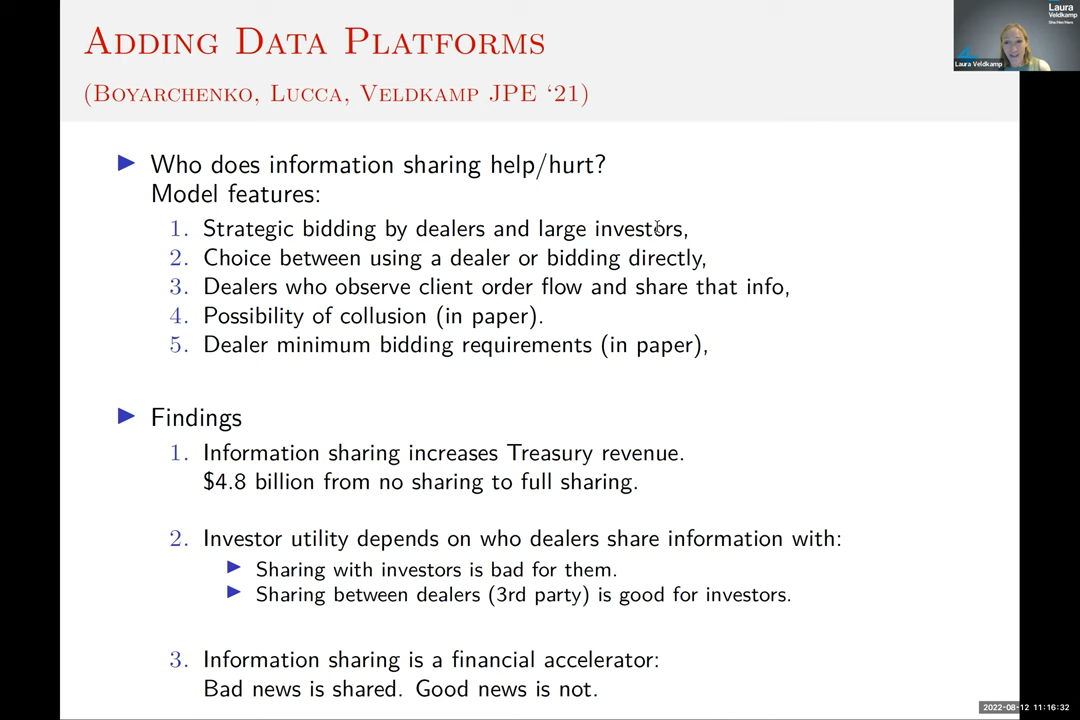 ADDING DATA PLATFORMS
(BOYARCHENKO, LUCCA, VELDKAMP JPE ‘21)
Laura
Veldkamp
Laura Veldkamp
Who does information sharing help/hurt?
Model features:
1. Strategic bidding by dealers and large investors,
2. Choice between using a dealer or bidding directly,
3. Dealers who observe client order flow and share that info,
4. Possibility of collusion (in paper).
5. Dealer minimum bidding requirements (in paper),
Findings
1. Information sharing increases Treasury revenue.
$4.8 billion from no sharing to full sharing.
2. Investor utility depends on who dealers share information with:
Sharing with investors is bad for them.
Sharing between dealers (3rd party) is good for investors.
3. Information sharing is a financial accelerator:
Bad news is shared. Good news is not.
2022-08-12 11:16:32